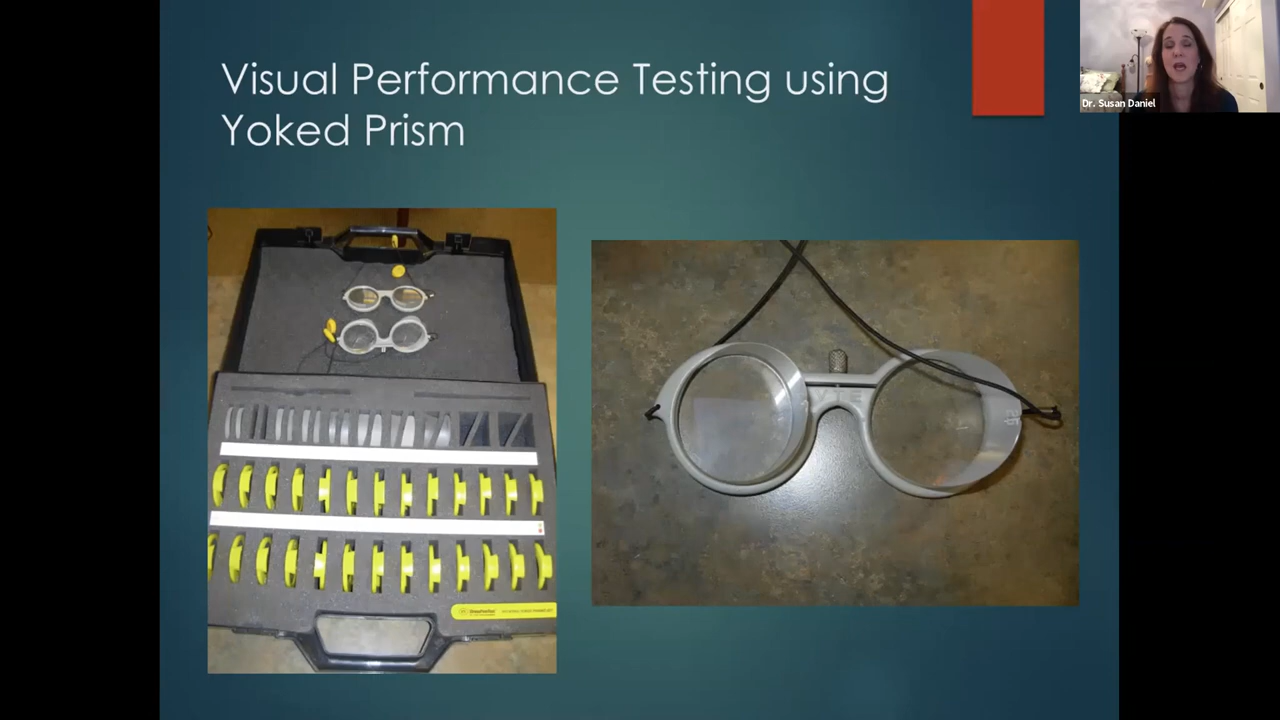 Visual Performance Testing using
Yoked Prism
Dr. Susan Daniel